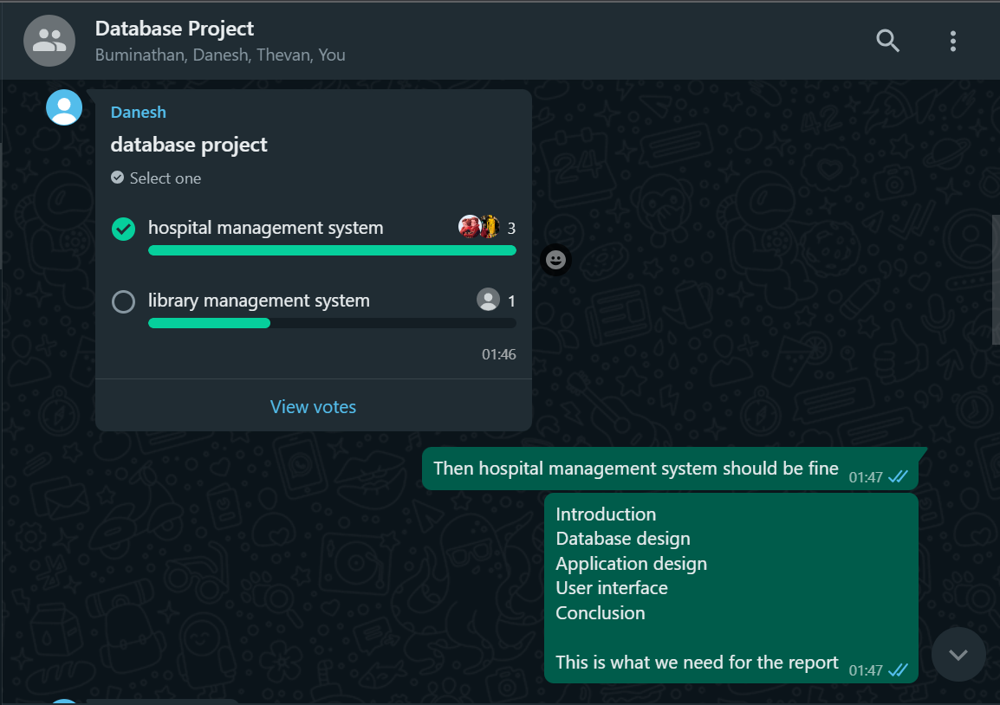 Database Project
Buminathan, Danesh, Thevan, You
Danesh
database project
Select one
hospital management system 3
library management system 1
01:46
View votes
Then hospital management system should be fine 01:47
Introduction
Database design
Application design
User interface
Conclusion
This is what we need for the report 01:47